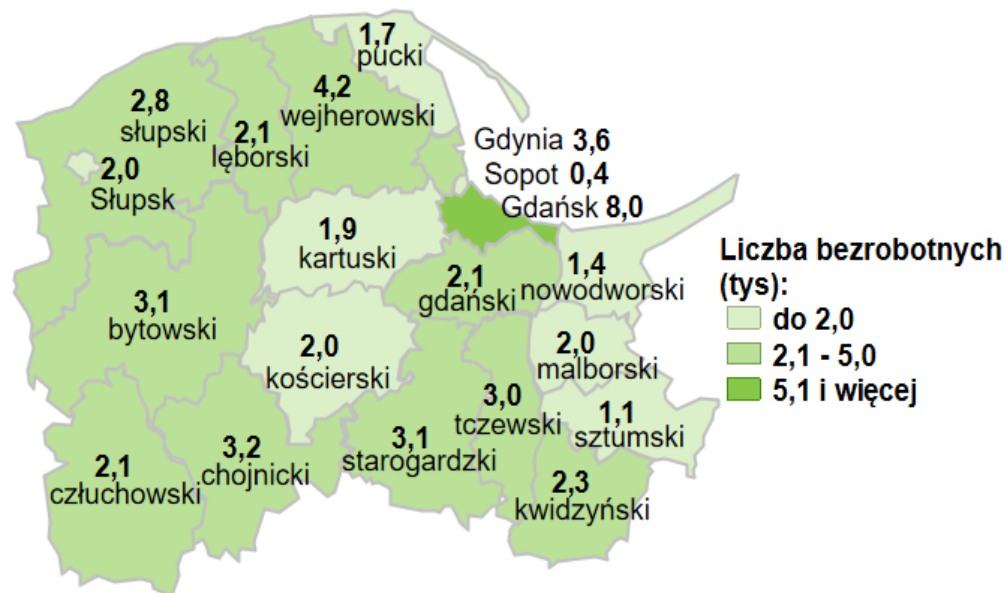 1,7
pucki
4,2
wejherowski
2,8
słupski
2,1
lęborski
2,0
Słupsk
Gdynia 3,6
Sopot 0,4
Gdańsk 8,0
1,9
kartuski
2,1
gdański
1,4
nowodworski
3,1
bytowski
2,0
kościerski
2,0
malborski
3,0
tczewski
1,1
sztumski
2,1
człuchowski
3,2
chojnicki
3,1
starogardzki
2,3
kwidzyński
Liczba bezrobotnych
(tys):
do 2,0
2,1 - 5,0
5,1 i więcej